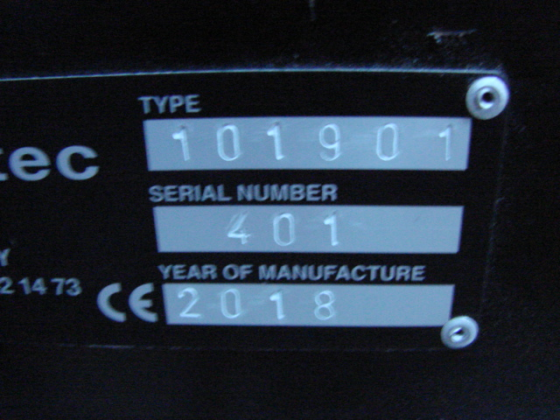 TYPE
101901
tec
SERIAL NUMBER
401
Y
2 14 73
YEAR OF MANUFACTURE
CE 2018